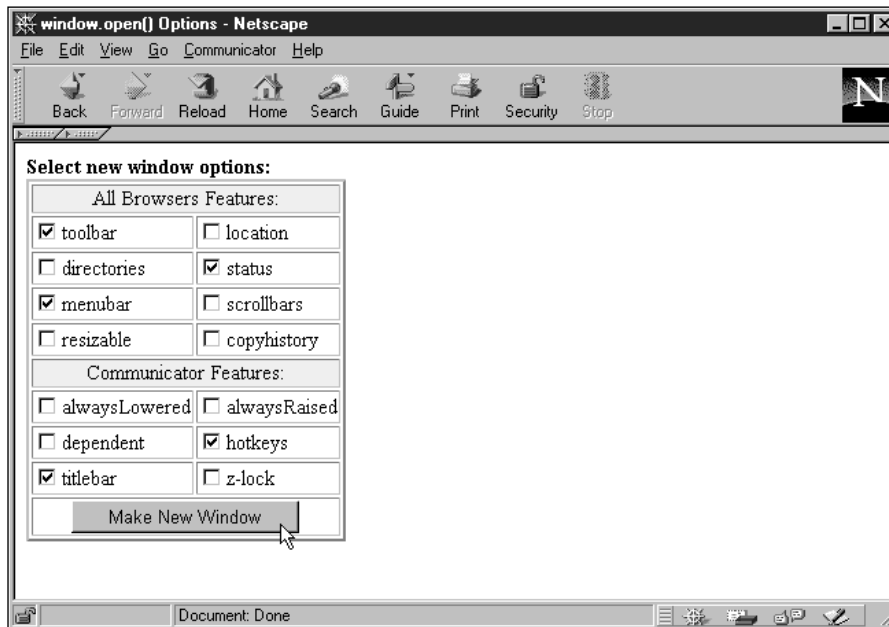 window.open() Options - Netscape
File Edit View Go Communicator Help
Back Forward Reload Home Search Guide Print Security Stop
N
Select new window options:
All Browsers Features:
toolbar location
directories status
menubar scrollbars
resizable copyhistory
Communicator Features:
alwaysLowered alwaysRaised
dependent hotkeys
titlebar z-lock
Make New Window
Document: Done